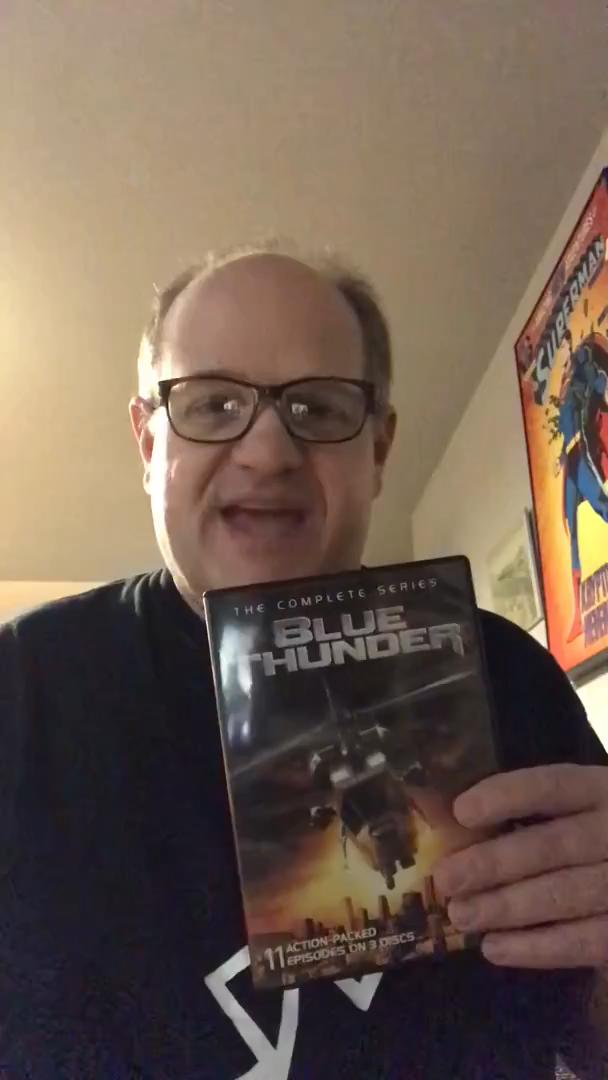 SUPERMAN
THE COMPLETE SERIES
BLUE
THUNDER
11 ACTION-PACKED
EPISODES ON 3 DISCS